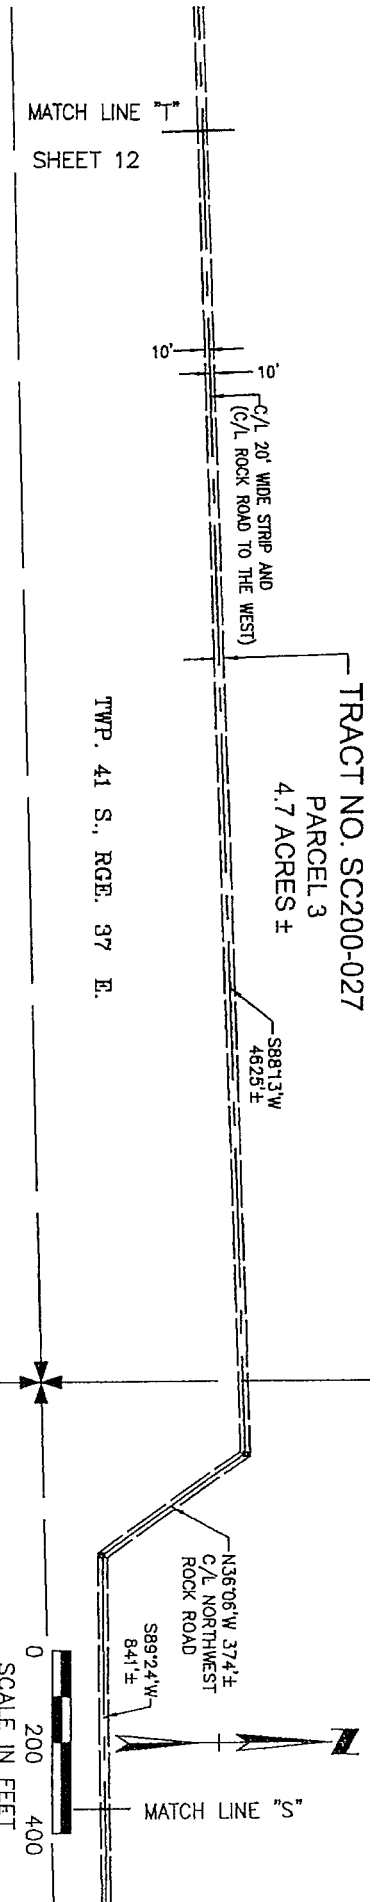 MATCH LINE "T"
SHEET 12
10'
10'
C/L 20' WIDE STRIP AND
(C/L ROCK ROAD TO THE WEST)
TRACT NO. SC200-027
PARCEL 3
4.7 ACRES ±
TWP. 41 S., RGE. 37 E.
S88°13'W
4625'±
N36°06'W 374'±
C/L NORTHWEST
ROCK ROAD
S89°24'W
841'±
N
0 200 400
SCALE IN FEET
MATCH LINE "S"